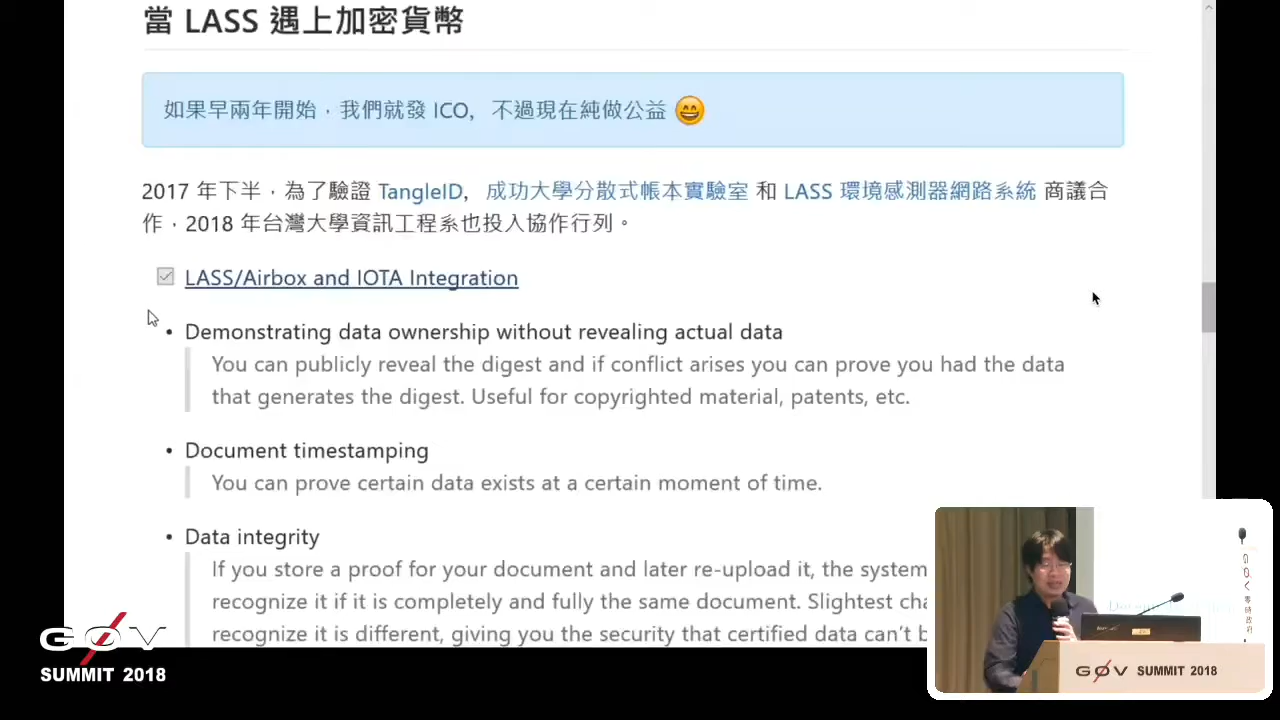 當 LASS 遇上加密貨幣
如果早兩年開始，我們就發 ICO, 不過現在純做公益 😄
2017 年下半，為了驗證 TangleID, 成功大學分散式帳本實驗室 和 LASS 環境感測器網路系統 商議合
作，2018 年台灣大學資訊工程系也投入協作行列。
LASS/Airbox and IOTA Integration
• Demonstrating data ownership without revealing actual data
You can publicly reveal the digest and if conflict arises you can prove you had the data
that generates the digest. Useful for copyrighted material, patents, etc.
• Document timestamping
You can prove certain data exists at a certain moment of time.
• Data integrity
If you store a proof for your document and later re-upload it, the system
recognize it if it is completely and fully the same document. Slightest
recognize it is different, giving you the security that certified data can't
G0V
SUMMIT 2018
零時政府
G0V SUMMIT 2018